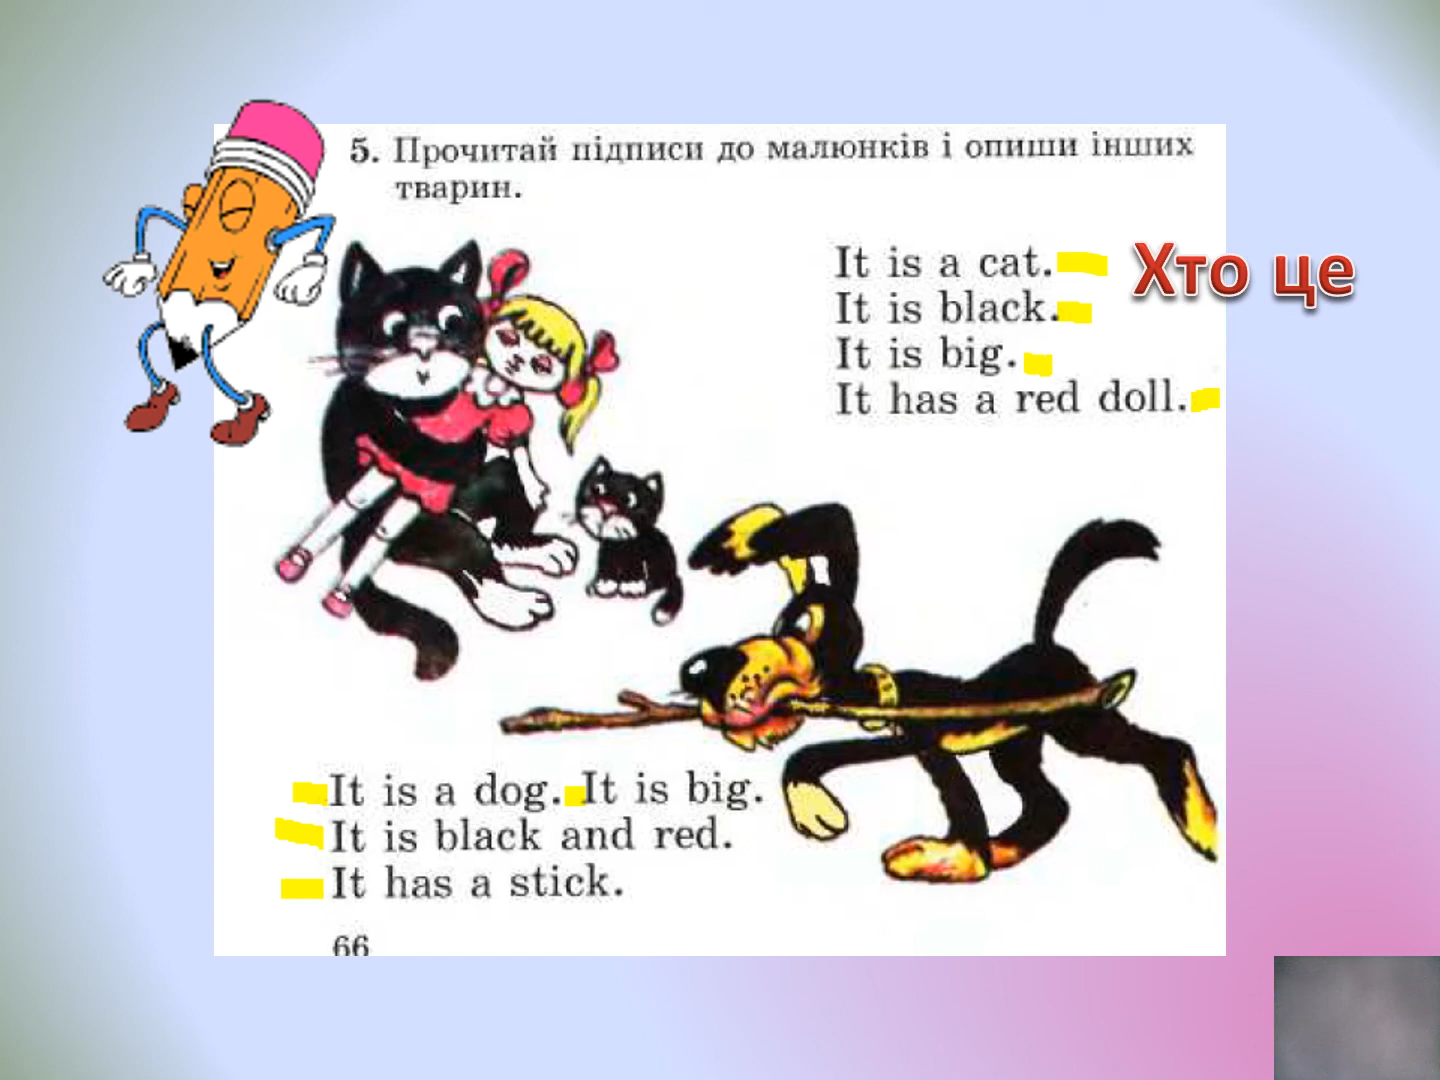 5. Прочитай підписи до малюнків і опиши інших
тварин.
It is a cat.
Хто це
It is black.
It is big.
It has a red doll.
It is a dog. It is big.
It is black and red.
It has a stick.
66